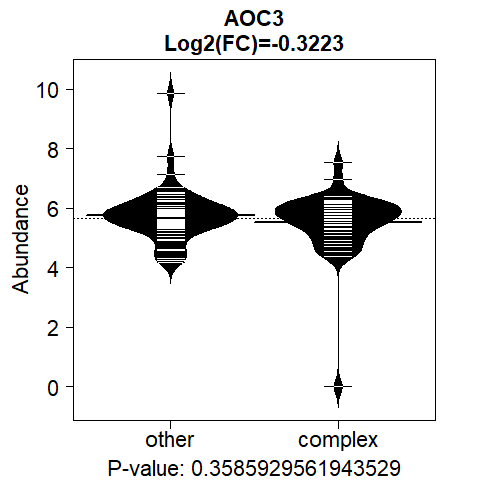 AOC3
Log2(FC)=-0.3223
Abundance
10
8
6
4
2
0
other complex
P-value: 0.3585929561943529